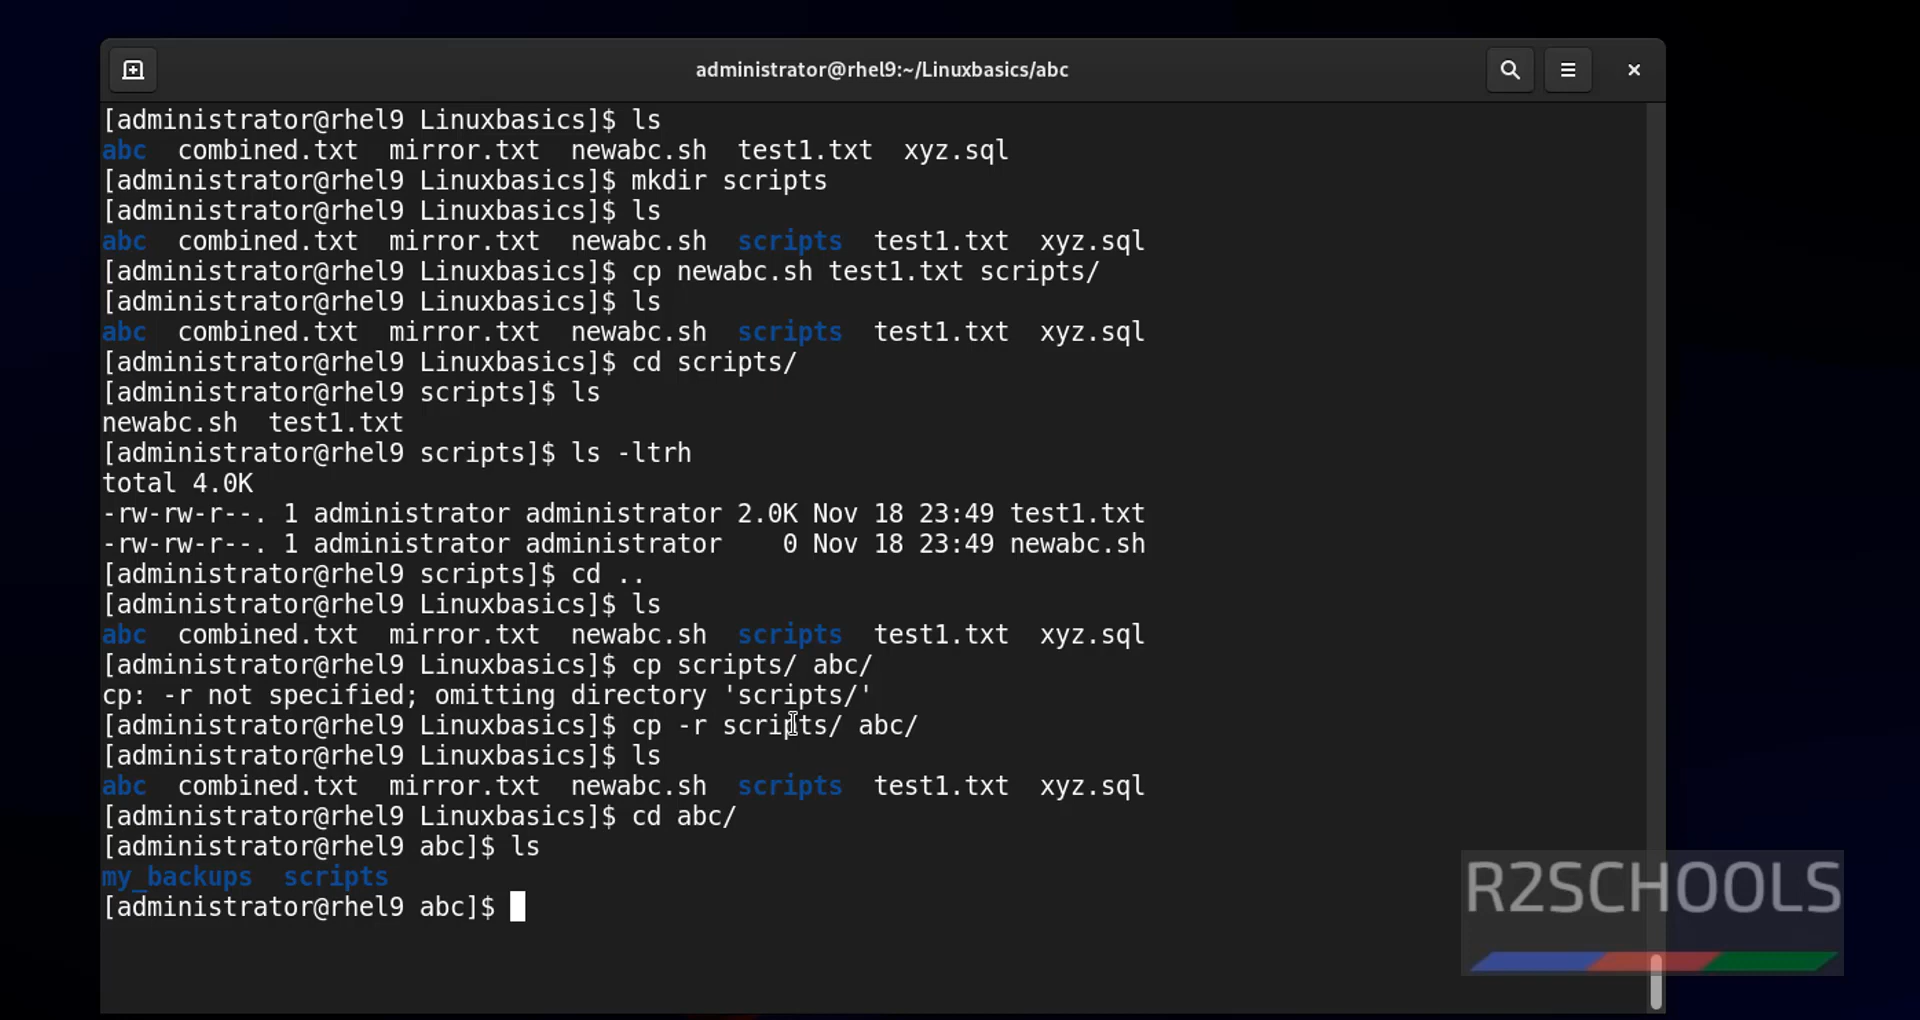 administrator@rhel9:~/Linuxbasics/abc
[administrator@rhel9 Linuxbasics]$ ls
abc  combined.txt  mirror.txt  newabc.sh  test1.txt  xyz.sql
[administrator@rhel9 Linuxbasics]$ mkdir scripts
[administrator@rhel9 Linuxbasics]$ ls
abc  combined.txt  mirror.txt  newabc.sh  scripts  test1.txt  xyz.sql
[administrator@rhel9 Linuxbasics]$ cp newabc.sh test1.txt scripts/
[administrator@rhel9 Linuxbasics]$ ls
abc  combined.txt  mirror.txt  newabc.sh  scripts  test1.txt  xyz.sql
[administrator@rhel9 Linuxbasics]$ cd scripts/
[administrator@rhel9 scripts]$ ls
newabc.sh  test1.txt
[administrator@rhel9 scripts]$ ls -ltrh
total 4.0K
-rw-rw-r--. 1 administrator administrator 2.0K Nov 18 23:49 test1.txt
-rw-rw-r--. 1 administrator administrator    0 Nov 18 23:49 newabc.sh
[administrator@rhel9 scripts]$ cd ..
[administrator@rhel9 Linuxbasics]$ ls
abc  combined.txt  mirror.txt  newabc.sh  scripts  test1.txt  xyz.sql
[administrator@rhel9 Linuxbasics]$ cp scripts/ abc/
cp: -r not specified; omitting directory 'scripts/'
[administrator@rhel9 Linuxbasics]$ cp -r scripts/ abc/
[administrator@rhel9 Linuxbasics]$ ls
abc  combined.txt  mirror.txt  newabc.sh  scripts  test1.txt  xyz.sql
[administrator@rhel9 Linuxbasics]$ cd abc/
[administrator@rhel9 abc]$ ls
my_backups  scripts
[administrator@rhel9 abc]$
R2SCHOOLS